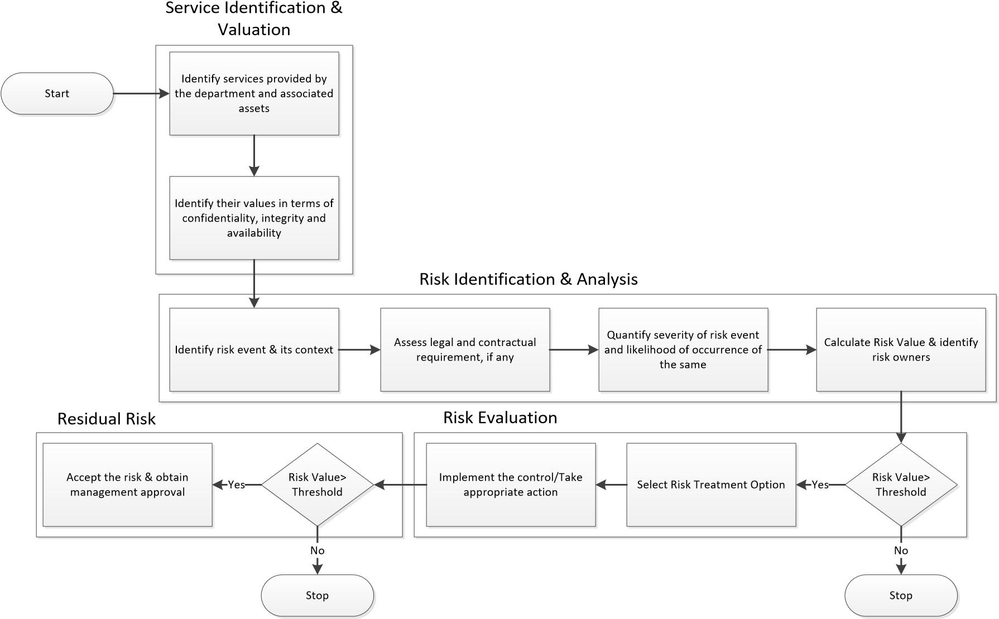 Service Identification &
Valuation
Start
Identify services provided by
the department and associated
assets
Identify their values in terms of
confidentiality, integrity and
availability
Risk Identification & Analysis
Identify risk event & its context
Assess legal and contractual
requirement, if any
Quantify severity of risk event
and likelihood of occurrence of
the same
Calculate Risk Value & identify
risk owners
Residual Risk
Risk Evaluation
Accept the risk & obtain
management approval
Yes
Risk Value>
Threshold
Implement the control/Take
appropriate action
Select Risk Treatment Option
Yes
Risk Value>
Threshold
No
No
Stop
Stop